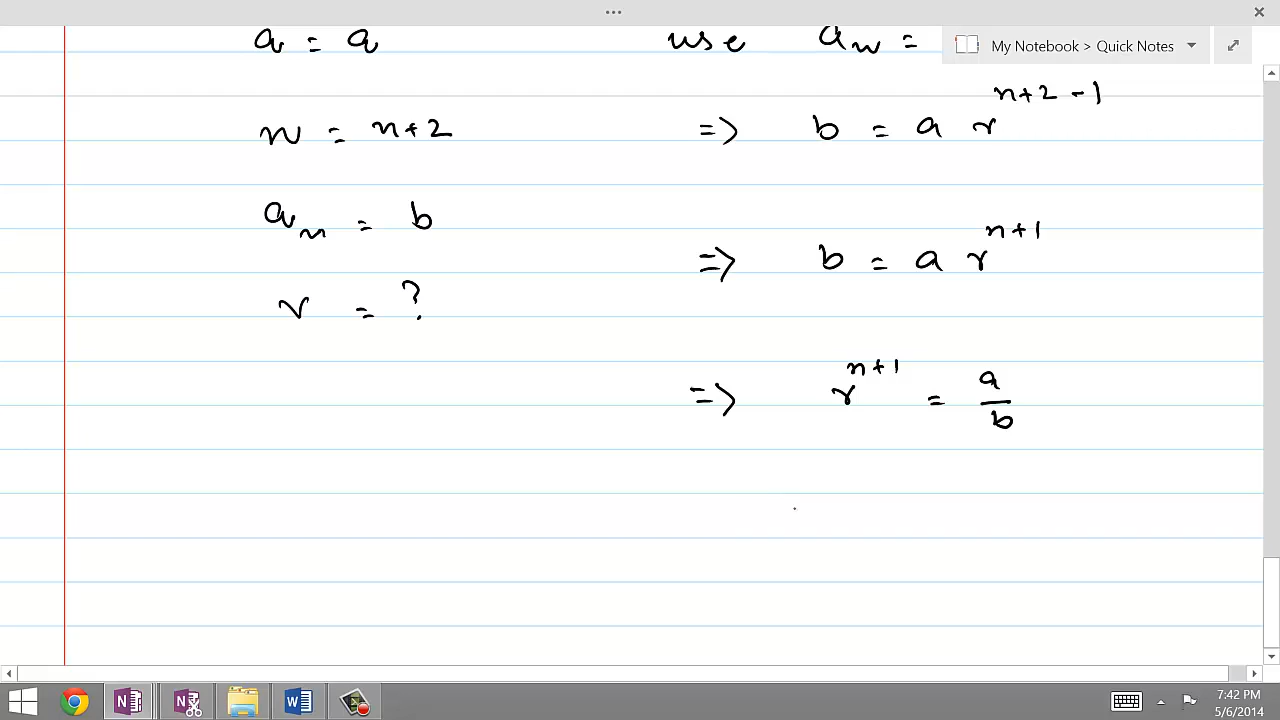 ...
a = a use a_n = My Notebook > Quick Notes
n = n+2 => b = a r^{n+2-1}
a_n = b
=> b = a r^{n+1}
r = ?
=> r^{n+1} = a/b
7:42 PM
5/6/2014